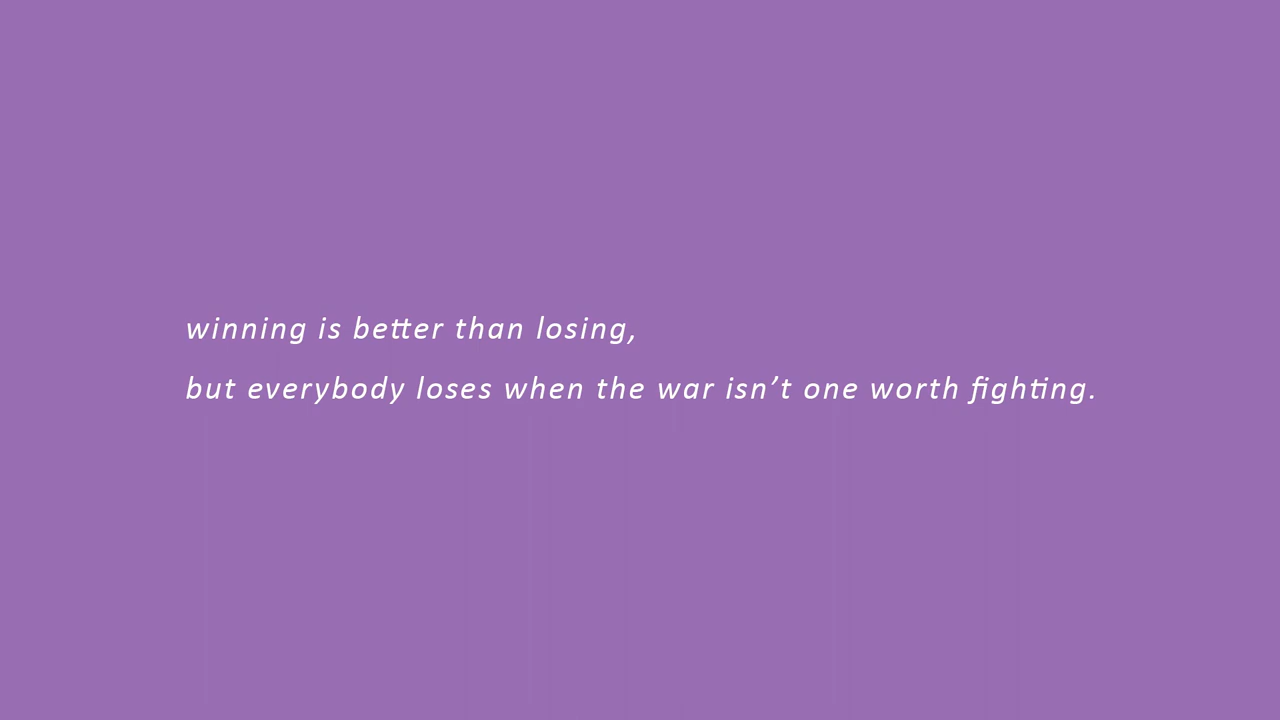 winning is better than losing,
but everybody loses when the war isn’t one worth fighting.